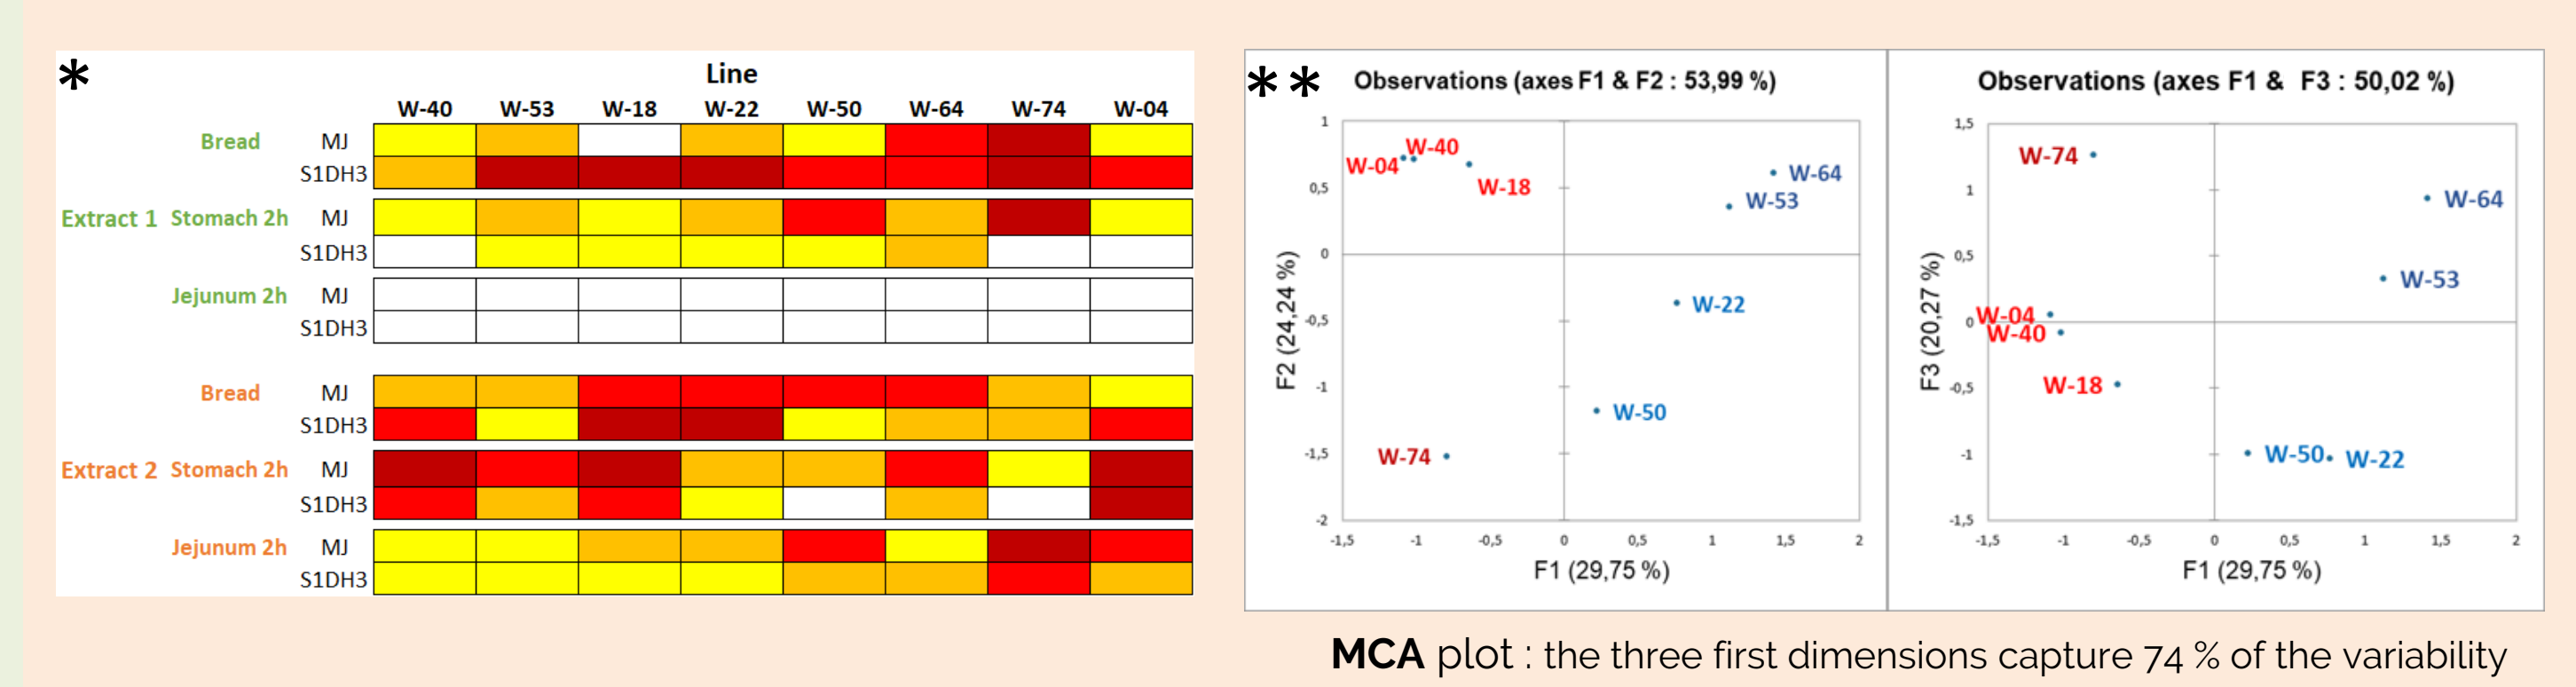 *
Line
W-40 W-53 W-18 W-22 W-50 W-64 W-74 W-04
Bread MJ
S1DH3
Extract 1 Stomach 2h MJ
S1DH3
Jejunum 2h MJ
S1DH3
Bread MJ
S1DH3
Extract 2 Stomach 2h MJ
S1DH3
Jejunum 2h MJ
S1DH3
**
Observations (axes F1 & F2 : 53,99 %)
1
0,5
0
-0,5
-1
-1,5
-2
F2 (24,24 %)
W-40
W-04
W-18
W-64
W-53
W-22
W-50
W-74
-1,5 -1 -0,5 0 0,5 1 1,5 2
F1 (29,75 %)
Observations (axes F1 & F3 : 50,02 %)
1,5
1
0,5
0
-0,5
-1
-1,5
F3 (20,27 %)
W-74
W-64
W-53
W-04
W-40
W-18
W-50 W-22
-1,5 -1 -0,5 0 0,5 1 1,5 2
F1 (29,75 %)
MCA plot : the three first dimensions capture 74 % of the variability